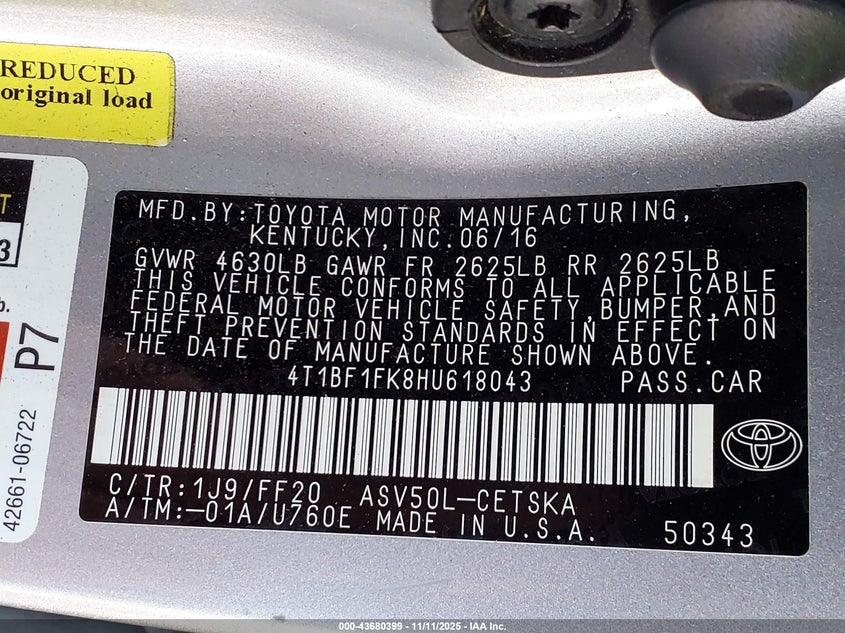 REDUCED
original load
T
3
b.
P7
42661-06722
MFD.BY:TOYOTA MOTOR MANUFACTURING,
KENTUCKY,INC.06/16
GVWR 4630LB GAWR FR 2625LB RR 2625LB
THIS VEHICLE CONFORMS TO ALL APPLICABLE
FEDERAL MOTOR VEHICLE SAFETY,BUMPER,AND
THEFT PREVENTION STANDARDS IN EFFECT ON
THE DATE OF MANUFACTURE SHOWN ABOVE.
4T1BF1FK8HU618043 PASS.CAR
C/TR:1J9/FF20 ASV50L-CETSKA
A/TM:-01A/U760E MADE IN U.S.A. 50343
000-43680399 - 11/11/2025 - IAA Inc.